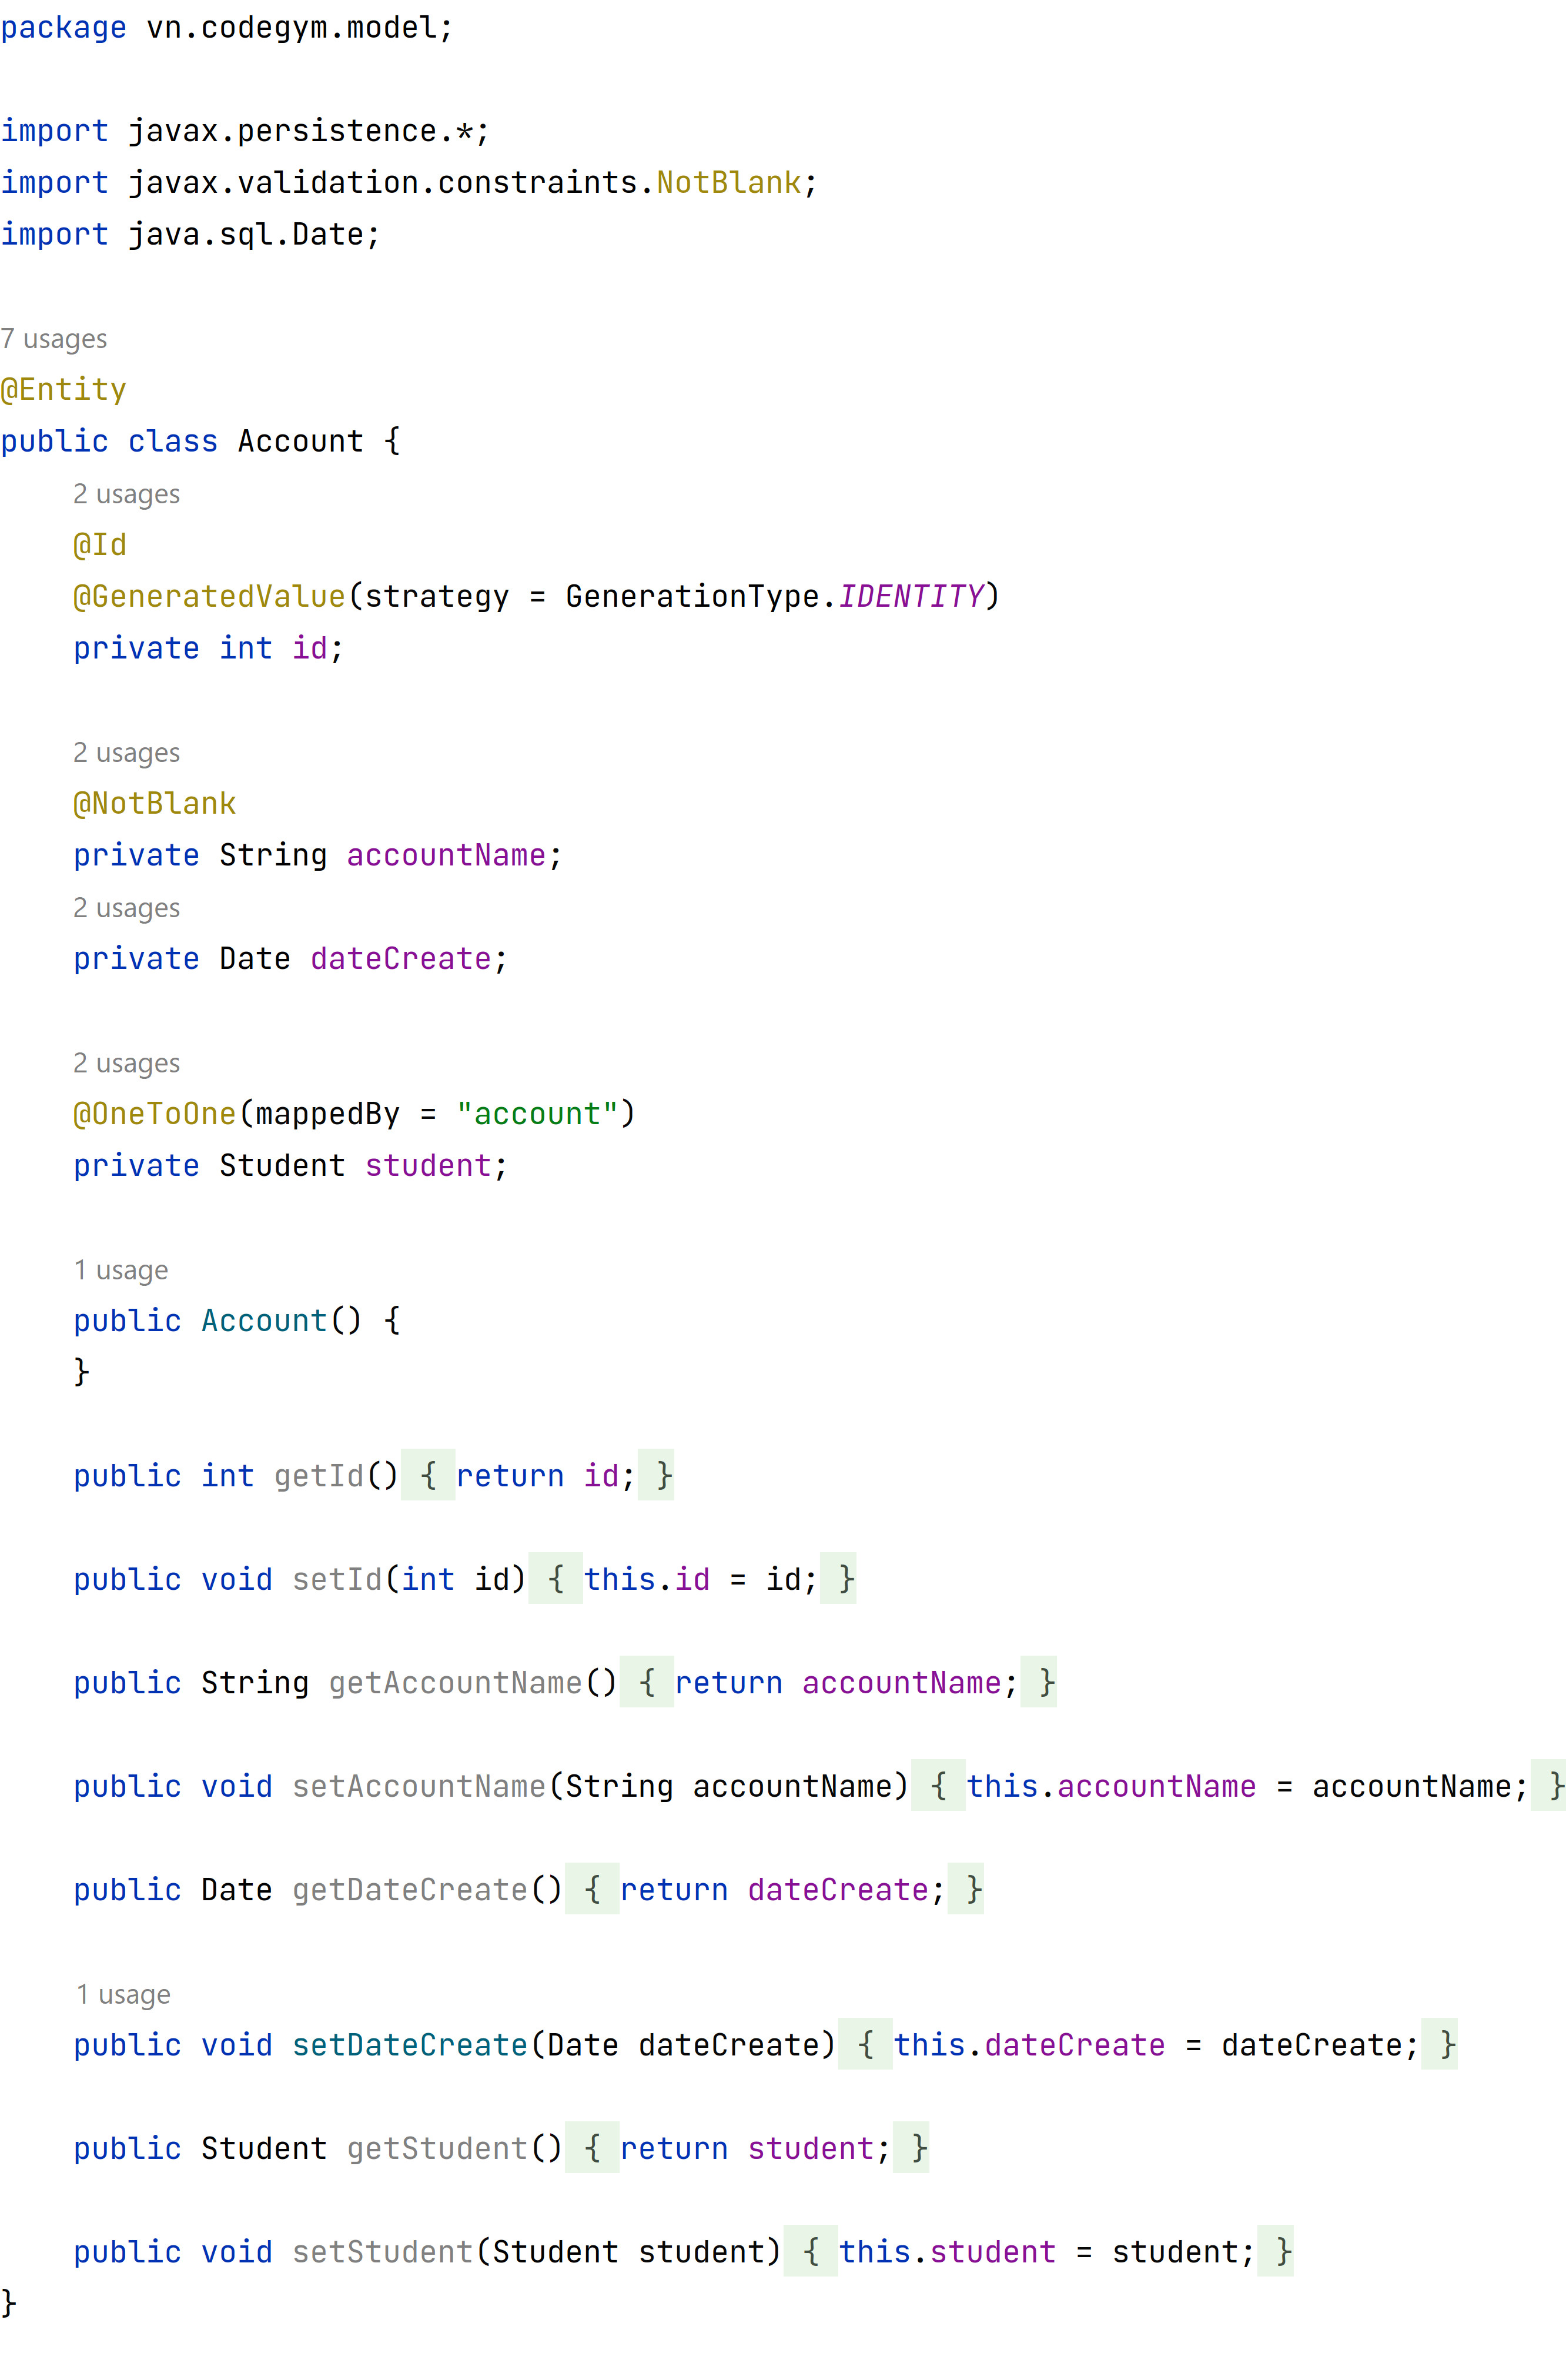 package vn.codegym.model;
import javax.persistence.*;
import javax.validation.constraints.NotBlank;
import java.sql.Date;
7 usages
@Entity
public class Account {
2 usages
@Id
@GeneratedValue(strategy = GenerationType.IDENTITY)
private int id;
2 usages
@NotBlank
private String accountName;
2 usages
private Date dateCreate;
2 usages
@OneToOne(mappedBy = "account")
private Student student;
1 usage
public Account() {
}
public int getId() { return id; }
public void setId(int id) { this.id = id; }
public String getAccountName() { return accountName; }
public void setAccountName(String accountName) { this.accountName = accountName; }
public Date getDateCreate() { return dateCreate; }
1 usage
public void setDateCreate(Date dateCreate) { this.dateCreate = dateCreate; }
public Student getStudent() { return student; }
public void setStudent(Student student) { this.student = student; }
}